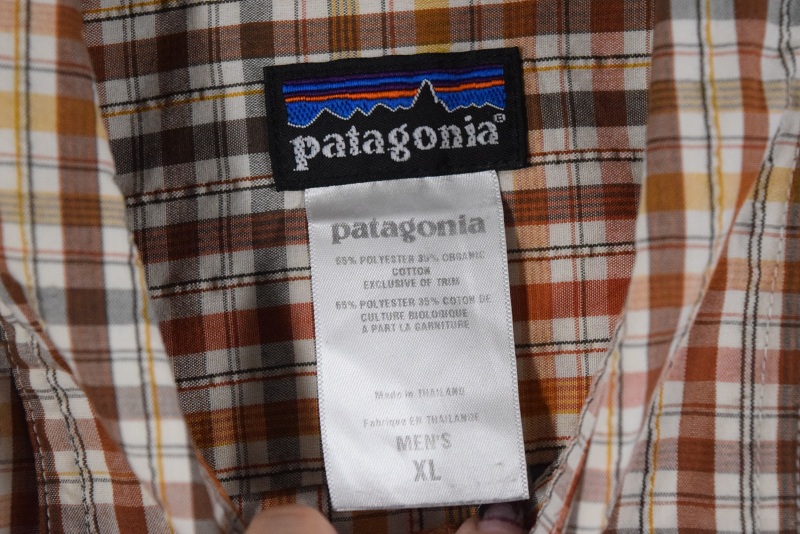 patagonia®
patagonia
65% POLYESTER 35% ORGANIC
COTTON
EXCLUSIVE OF TRIM
65% POLYESTER 35% COTON DE
CULTURE BIOLOGIQUE
A PART LA GARNITURE
Made in THAILAND
Fabrique EN THAILANDE
MEN'S
XL